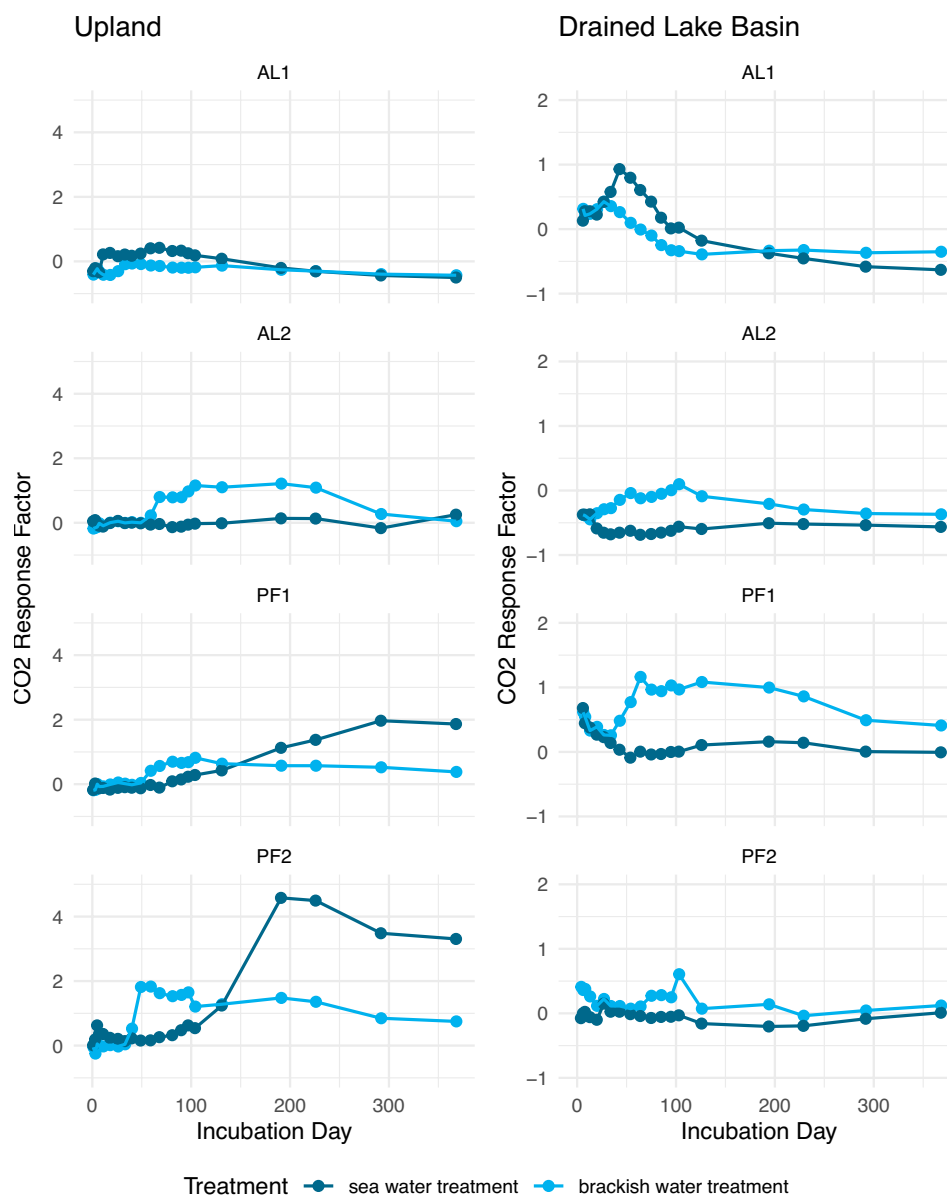 Upland
Drained Lake Basin
AL1
AL1
4
2
0
2
1
0
−1
AL2
AL2
4
2
0
2
1
0
−1
CO2 Response Factor
CO2 Response Factor
PF1
PF1
4
2
0
2
1
0
−1
PF2
PF2
4
2
0
2
1
0
−1
0 100 200 300
0 100 200 300
Incubation Day
Incubation Day
Treatment sea water treatment brackish water treatment